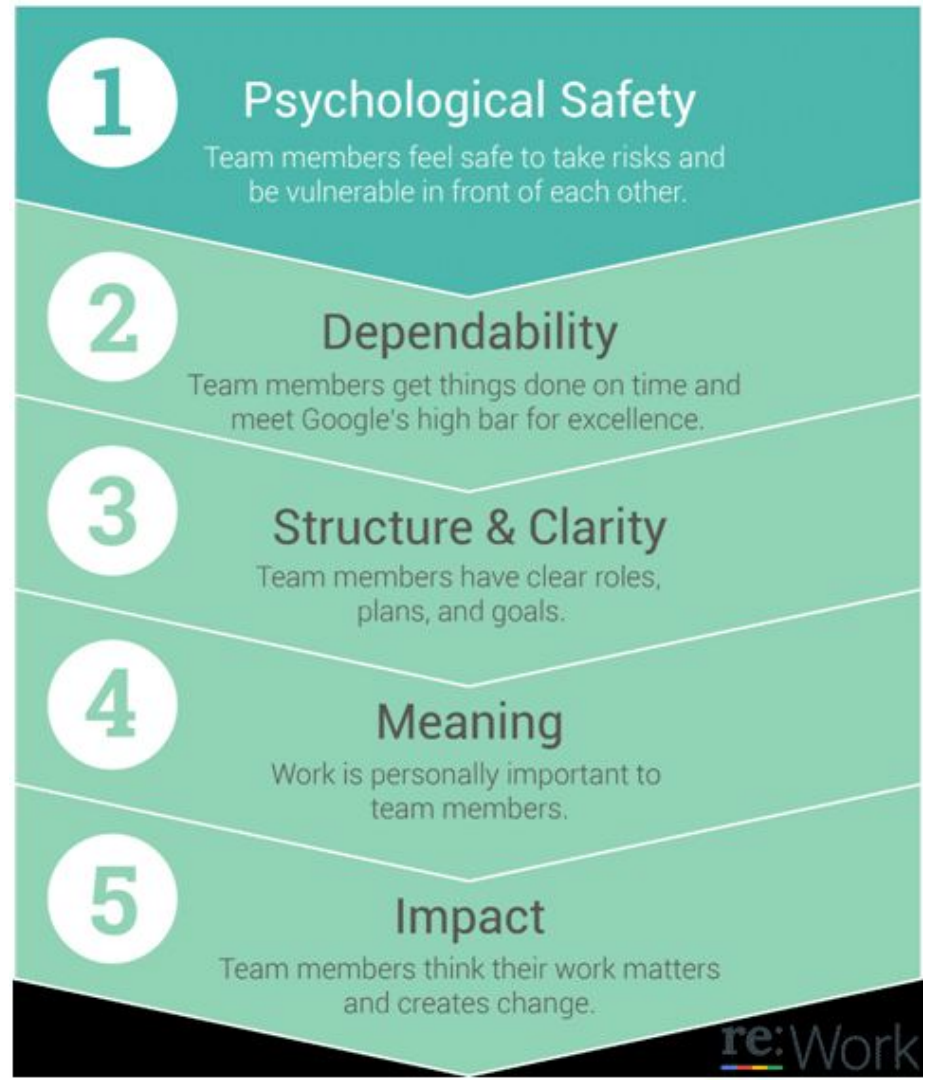 1
Psychological Safety
Team members feel safe to take risks and
be vulnerable in front of each other.
2
Dependability
Team members get things done on time and
meet Google's high bar for excellence.
3
Structure & Clarity
Team members have clear roles,
plans, and goals.
4
Meaning
Work is personally important to
team members.
5
Impact
Team members think their work matters
and creates change.
re:Work